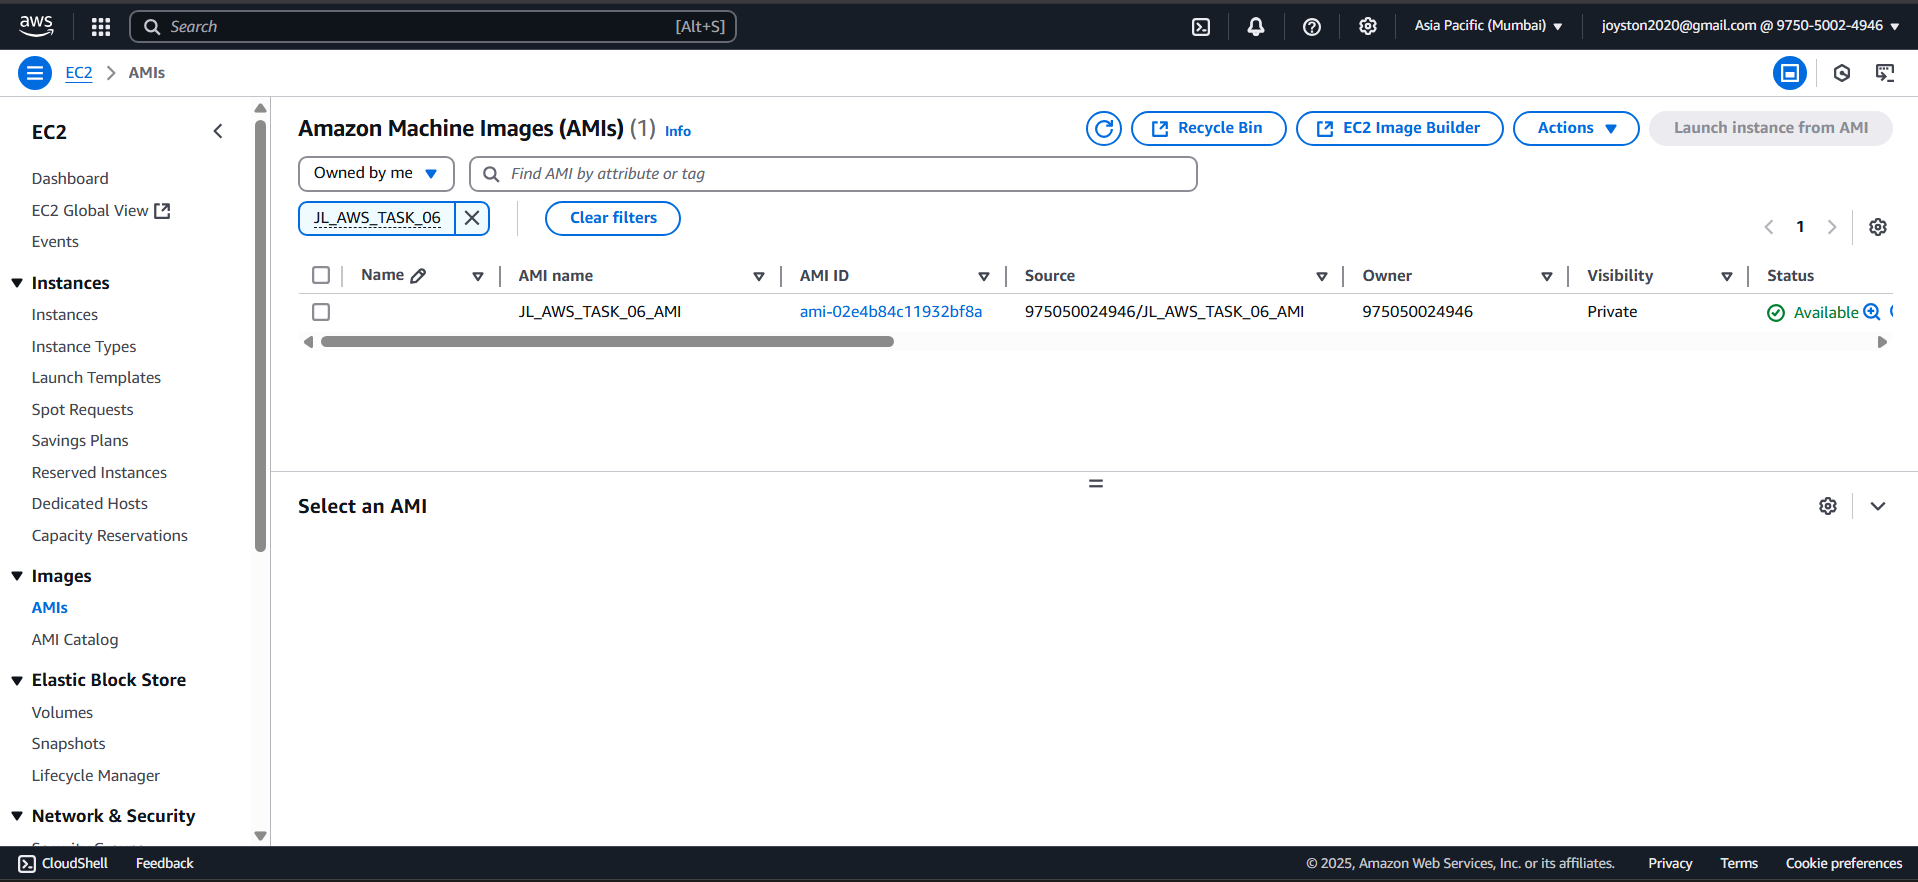 aws
Search [Alt+S]
Asia Pacific (Mumbai)
joyston2020@gmail.com @ 9750-5002-4946
EC2 AMIs
EC2
Dashboard
EC2 Global View
Events
Instances
Instances
Instance Types
Launch Templates
Spot Requests
Savings Plans
Reserved Instances
Dedicated Hosts
Capacity Reservations
Images
AMIs
AMI Catalog
Elastic Block Store
Volumes
Snapshots
Lifecycle Manager
Network & Security
Amazon Machine Images (AMIs) (1) Info
Recycle Bin
EC2 Image Builder
Actions
Launch instance from AMI
Owned by me
Find AMI by attribute or tag
JL_AWS_TASK_06
Clear filters
1
Name AMI name AMI ID Source Owner Visibility Status
JL_AWS_TASK_06_AMI ami-02e4b84c11932bf8a 975050024946/JL_AWS_TASK_06_AMI 975050024946 Private Available
Select an AMI
CloudShell Feedback
© 2025, Amazon Web Services, Inc. or its affiliates. Privacy Terms Cookie preferences